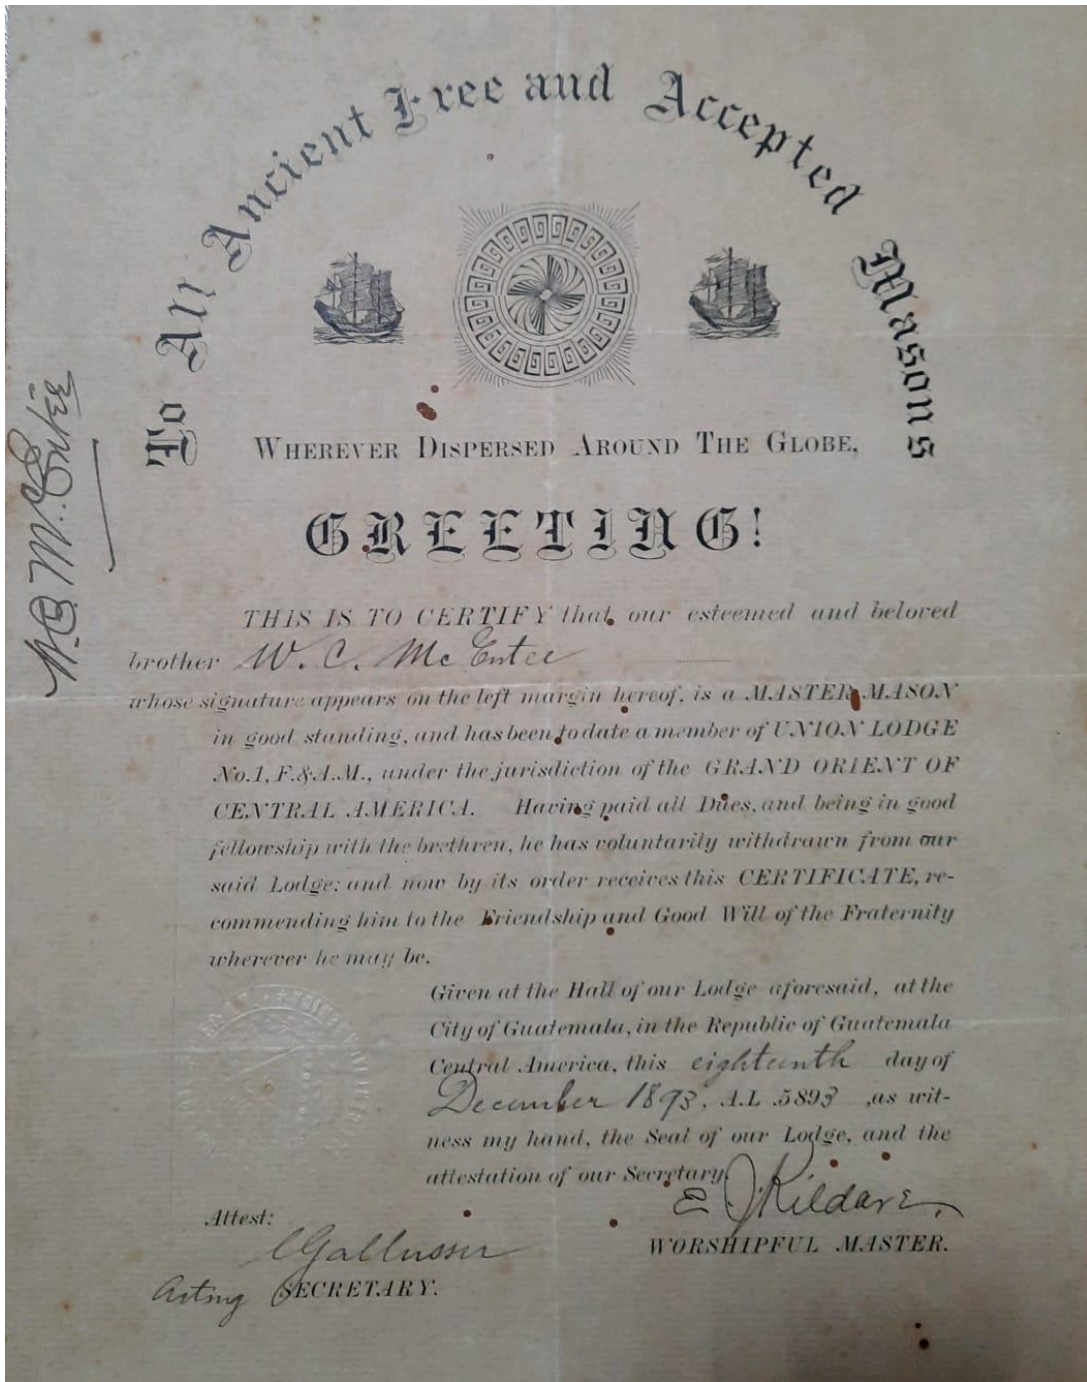 To All Ancient Free and Accepted Masons
WHEREVER DISPERSED AROUND THE GLOBE,
GREETING!
THIS IS TO CERTIFY that, our esteemed and beloved
brother W. C. McEntee
whose signature appears on the left margin hereof, is a MASTER MASON
in good standing, and has been to date a member of UNION LODGE
No.1, F.&A.M., under the jurisdiction of the GRAND ORIENT OF
CENTRAL AMERICA. Having paid all Dues, and being in good
fellowship with the brethren, he has voluntarily withdrawn from our
said Lodge: and now by its order receives this CERTIFICATE, re-
commending him to the Friendship and Good Will of the Fraternity
wherever he may be.
Given at the Hall of our Lodge aforesaid, at the
City of Guatemala, in the Republic of Guatemala
Central America, this eighteenth day of
December 1893, A.L 5893 ,as wit-
ness my hand, the Seal of our Lodge, and the
attestation of our Secretary.
E J Kildare,
WORSHIPFUL MASTER.
Attest:
Acting SECRETARY.
W. C. McEntee